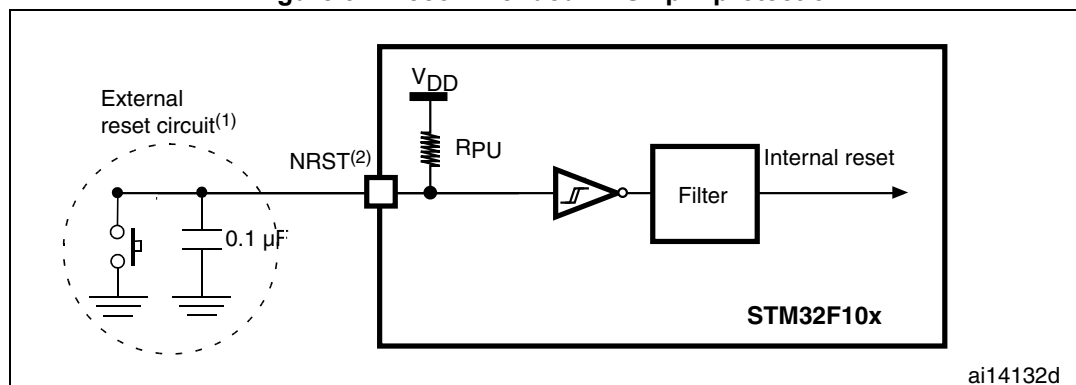 External
reset circuit(1)
VDD
RPU
NRST(2)
Internal reset
Filter
0.1 µF
STM32F10x
ai14132d